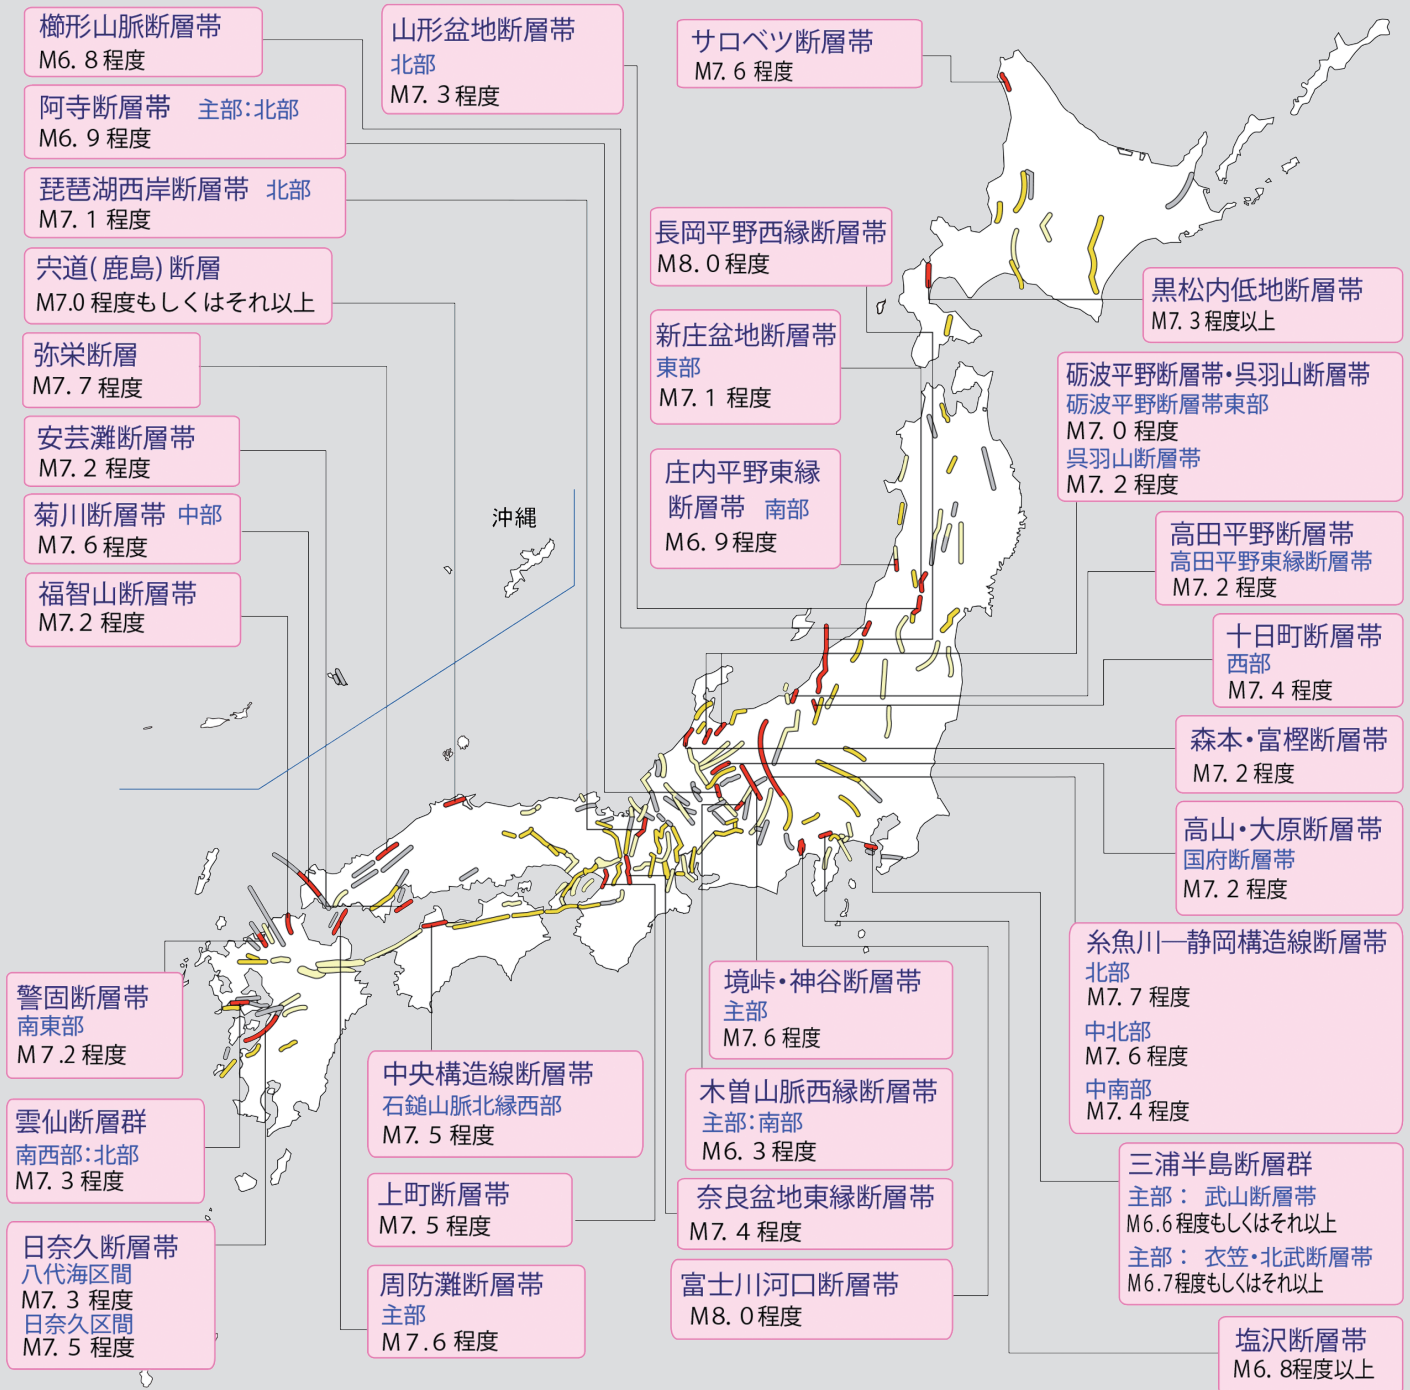 櫛形山脈断層帯
M6. 8 程度
阿寺断層帯　主部：北部
M6. 9 程度
琵琶湖西岸断層帯　北部
M7. 1 程度
宍道( 鹿島) 断層
M7.0 程度もしくはそれ以上
弥栄断層
M7. 7 程度
安芸灘断層帯
M7. 2 程度
菊川断層帯　中部
M7. 6 程度
福智山断層帯
M7. 2 程度
山形盆地断層帯
北部
M7. 3 程度
サロベツ断層帯
M7. 6 程度
長岡平野西縁断層帯
M8. 0 程度
新庄盆地断層帯
東部
M7. 1 程度
庄内平野東縁
断層帯　南部
M6. 9 程度
沖縄
黒松内低地断層帯
M7. 3 程度以上
砺波平野断層帯・呉羽山断層帯
砺波平野断層帯東部
M7. 0 程度
呉羽山断層帯
M7. 2 程度
高田平野断層帯
高田平野東縁断層帯
M7. 2 程度
十日町断層帯
西部
M7. 4 程度
森本・富樫断層帯
M7. 2 程度
高山・大原断層帯
国府断層帯
M7. 2 程度
糸魚川―静岡構造線断層帯
北部
M7. 7 程度
中北部
M7. 6 程度
中南部
M7. 4 程度
三浦半島断層群
主部： 武山断層帯
M6.6程度もしくはそれ以上
主部： 衣笠・北武断層帯
M6.7程度もしくはそれ以上
塩沢断層帯
M6. 8程度以上
警固断層帯
南東部
M7.2 程度
雲仙断層群
南西部：北部
M7. 3 程度
日奈久断層帯
八代海区間
M7. 3 程度
日奈久区間
M7. 5 程度
中央構造線断層帯
石鎚山脈北縁西部
M7. 5 程度
上町断層帯
M7. 5 程度
周防灘断層帯
主部
M7.6 程度
境峠・神谷断層帯
主部
M7. 6 程度
木曽山脈西縁断層帯
主部：南部
M6. 3 程度
奈良盆地東縁断層帯
M7. 4 程度
富士川河口断層帯
M8. 0 程度